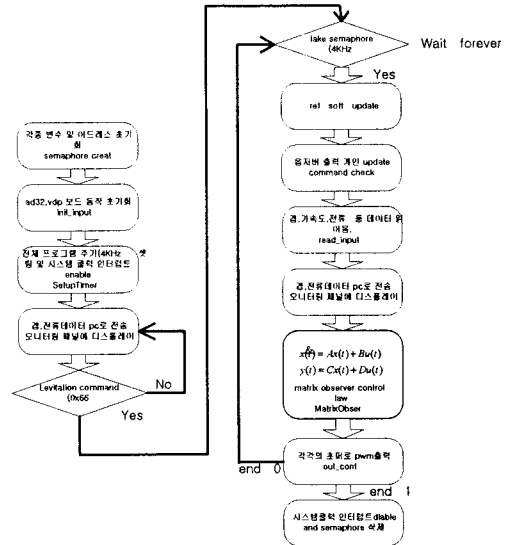 각종 변수 및 어드레스 초기
화
semaphore creat
ad32,vdp 보드 동작 초기화
init_input
전체 프로그램 주기(4KHz 셋
팅 및 시스템 클럭 인터럽트
enable
SetupTimer
갭,전류데이터 pc로 전송
모니터링 패널에 디스플레이
Levitation command
(0x66
No
Yes
take semaphore
(4KHz
Wait forever
Yes
ref soft update
옵저버 출력 게인 update
command check
갭,가속도,전류 등 데이터 읽
어옴,
read_input
갭,전류데이터 pc로 전송
모니터링 패널에 디스플레이
x(t) = Ax(t) + Bu(t)
y(t) = Cx(t) + Du(t)
matrix observer control
law
MatrixObser
각각의 초퍼로 pwm출력
out_conf
end 0
end 1
시스템클럭 인터럽트diable
and semaphore 삭제